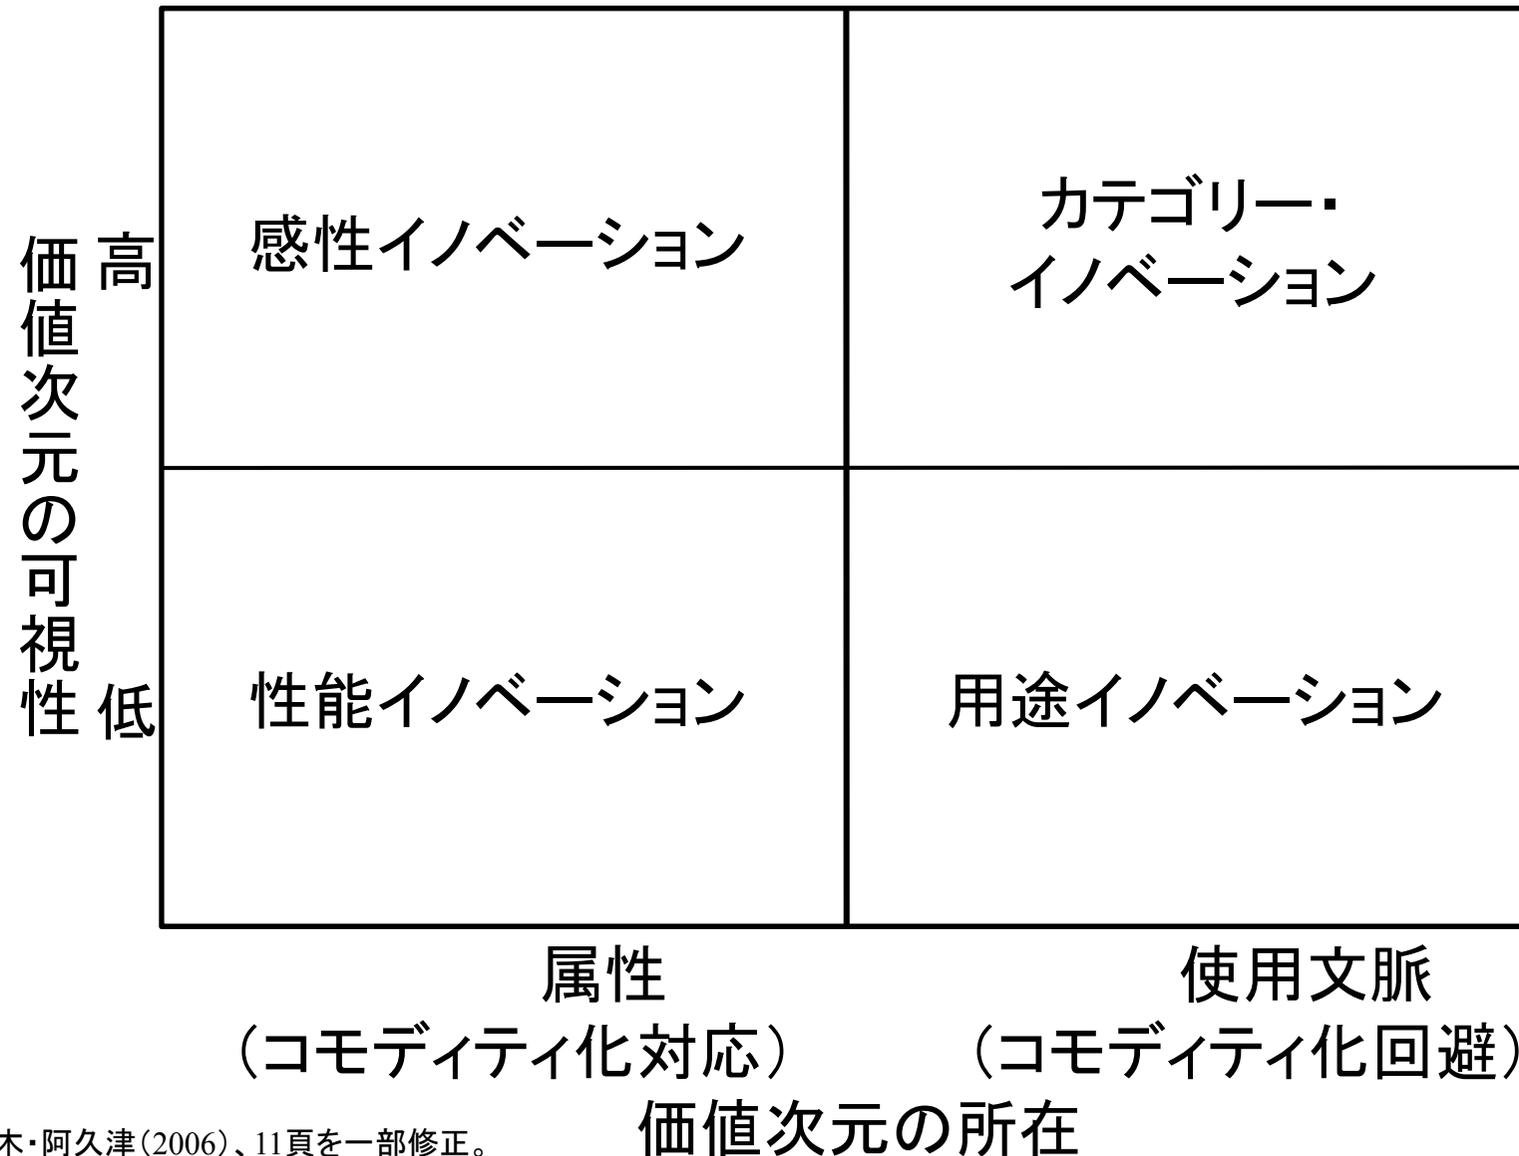 価値次元の可視性
高
感性イノベーション
カテゴリー・
イノベーション
低
性能イノベーション
用途イノベーション
属性
使用文脈
（コモディティ化対応）
（コモディティ化回避）
価値次元の所在
木・阿久津（2006）、11頁を一部修正。